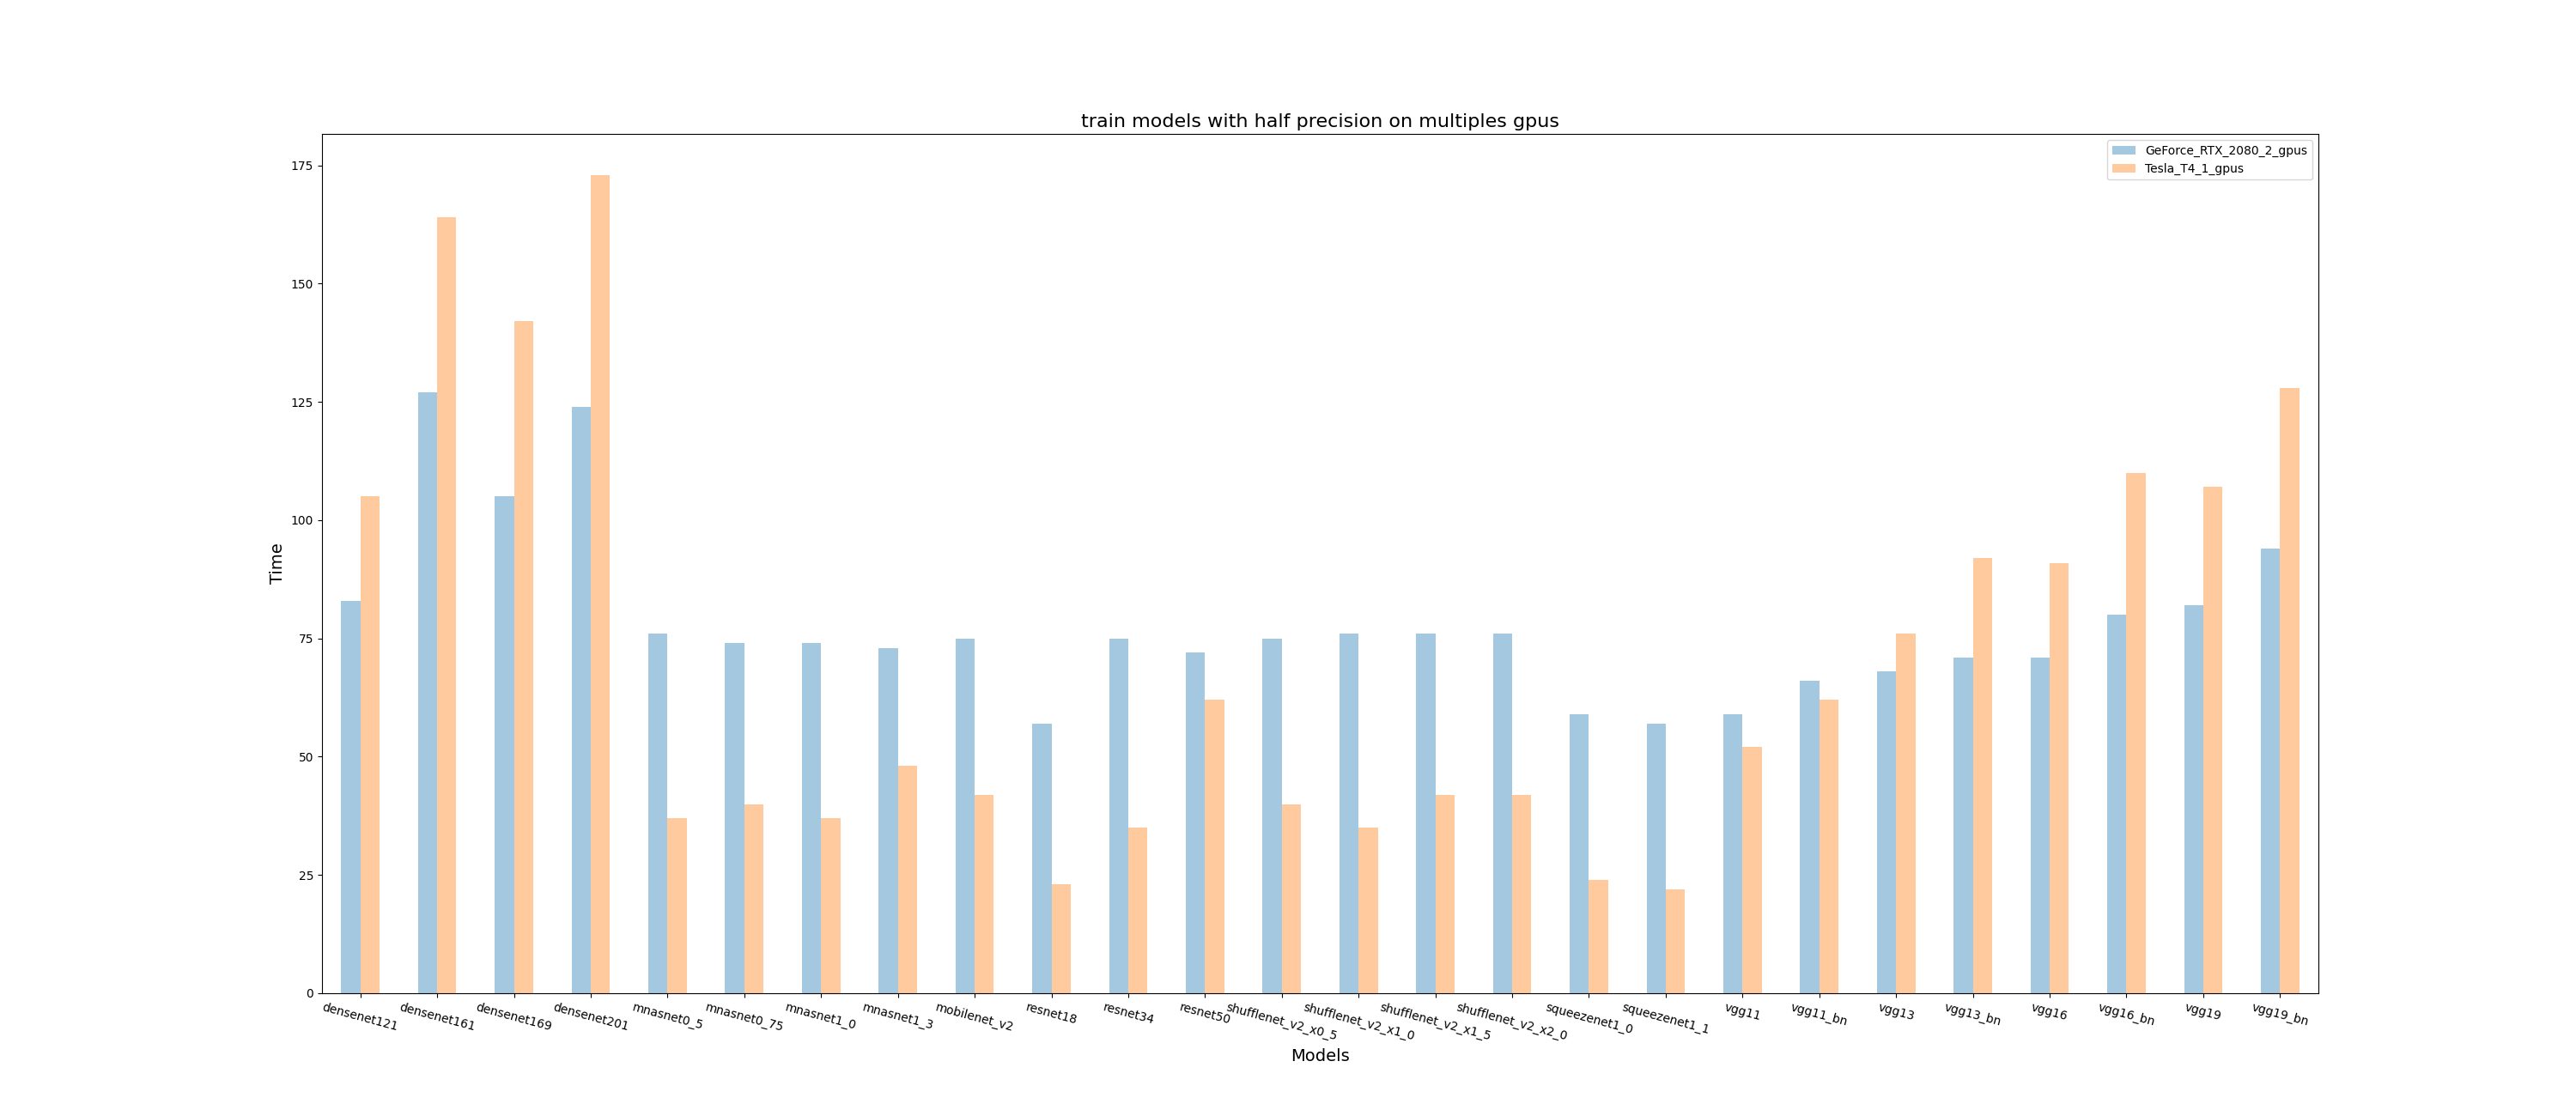 train models with half precision on multiples gpus
GeForce_RTX_2080_2_gpus
Tesla_T4_1_gpus
175
150
125
100
75
50
25
0
Time
densenet121
densenet161
densenet169
densenet201
mnasnet0_5
mnasnet0_75
mnasnet1_0
mnasnet1_3
mobilenet_v2
resnet18
resnet34
resnet50
shufflenet_v2_x0_5
shufflenet_v2_x1_0
shufflenet_v2_x1_5
shufflenet_v2_x2_0
squeezenet1_0
squeezenet1_1
vgg11
vgg11_bn
vgg13
vgg13_bn
vgg16
vgg16_bn
vgg19
vgg19_bn
Models